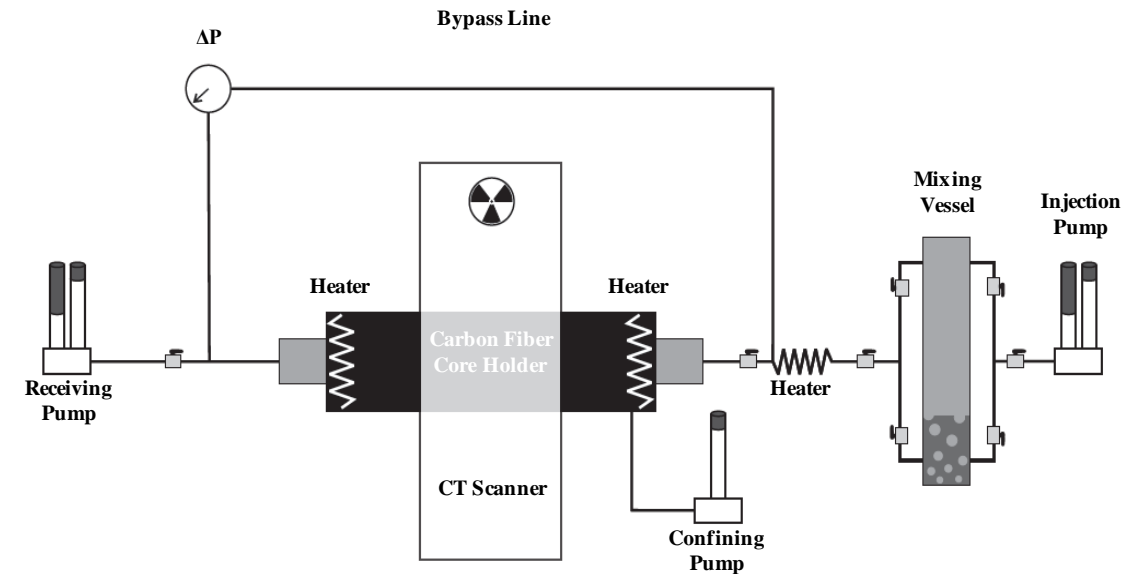 Bypass Line
ΔP
Mixing
Vessel
Injection
Pump
Heater
Heater
Carbon Fiber
Core Holder
Heater
Receiving
Pump
CT Scanner
Confining
Pump